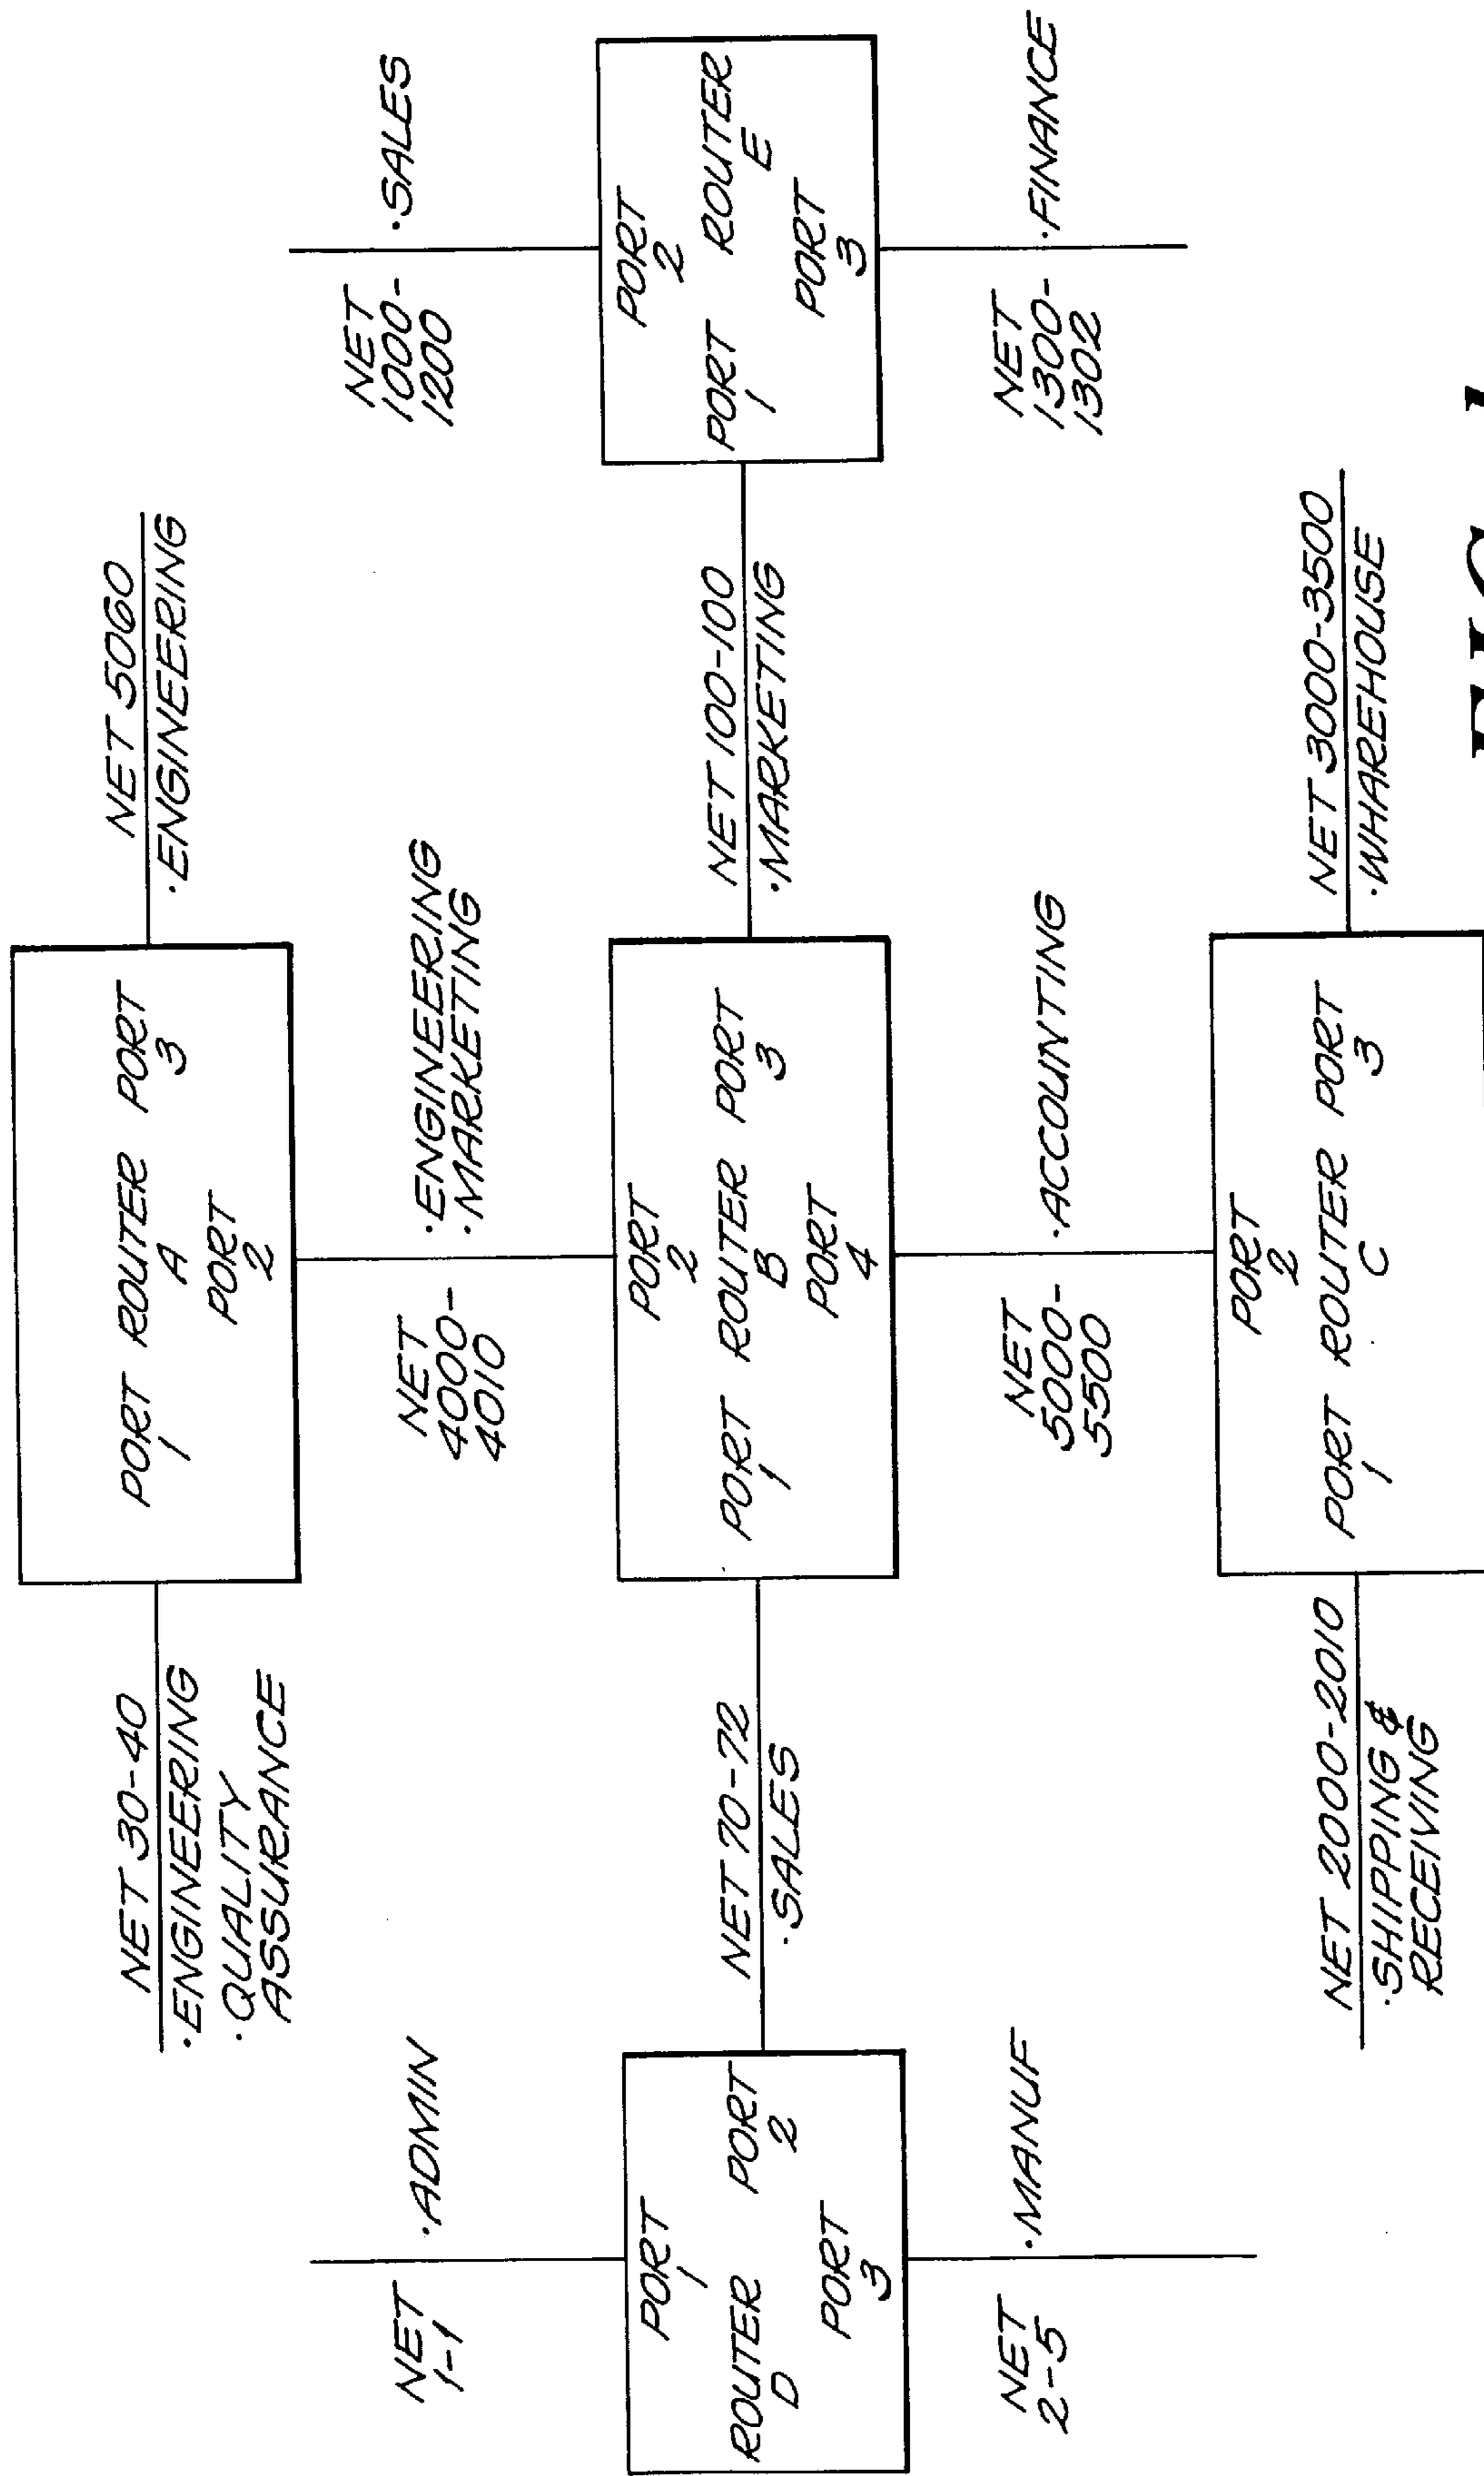 NET 30-40
·ENGINEERING
·QUALITY
ASSURANCE
PORT ROUTER PORT
1 A 3
PORT
2
NET 5060
·ENGINEERING
NET
1-1
·ADMIN
NET
4000-
4010
·ENGINEERING
·MARKETING
NET
1000-
1200
·SALES
PORT
1
ROUTER PORT
D 2
PORT
3
NET 70-72
·SALES
PORT
2
PORT ROUTER PORT
1 B 3
PORT
4
NET 100-100
·MARKETING
PORT
2
PORT ROUTER
1 E
PORT
3
NET
2-5
·MANUF
NET
5000-
5500
·ACCOUNTING
NET
1300-
1302
·FINANCE
NET 2000-2010
·SHIPPING &
RECEIVING
PORT
2
PORT ROUTER PORT
1 C 3
NET 3000-3500
·WHAREHOUSE